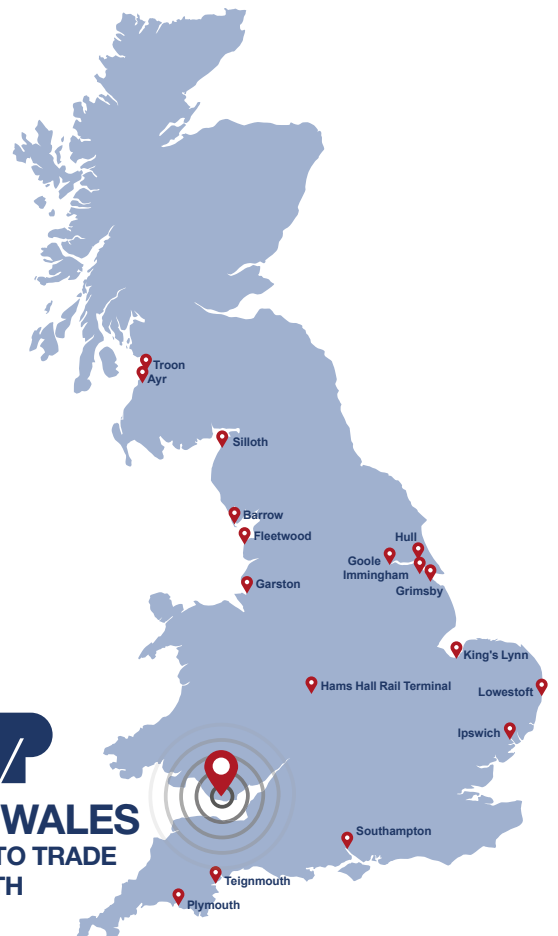 Troon
Ayr
Silloth
Barrow
Fleetwood
Hull
Goole
Immingham
Grimsby
Garston
King's Lynn
Hams Hall Rail Terminal
Lowestoft
Ipswich
P
WALES
TO TRADE
TH
Southampton
Teignmouth
Plymouth